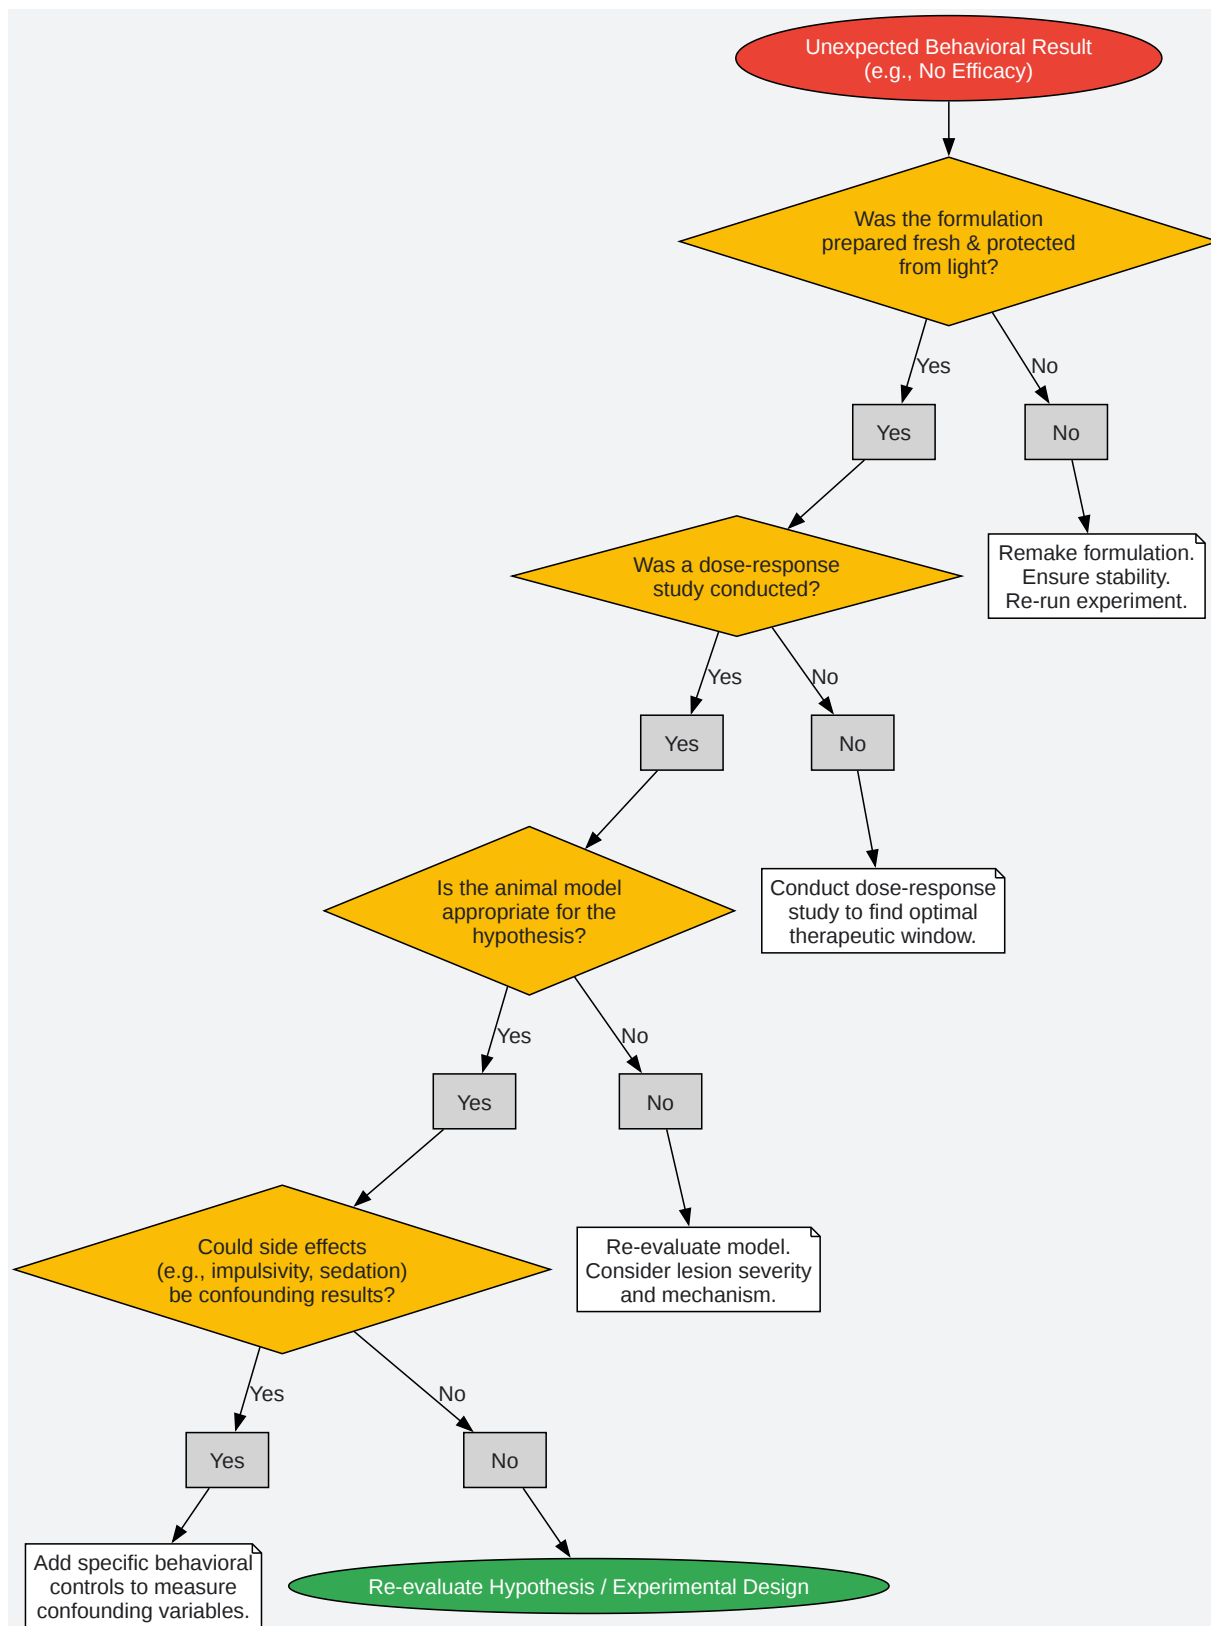 Unexpected Behavioral Result
(e.g., No Efficacy)
Was the formulation
prepared fresh & protected
from light?
Yes
No
Yes
No
Was a dose-response
study conducted?
Remake formulation.
Ensure stability.
Re-run experiment.
Yes
No
Yes
No
Is the animal model
appropriate for the
hypothesis?
Conduct dose-response
study to find optimal
therapeutic window.
Yes
No
Yes
No
Could side effects
(e.g., impulsivity, sedation)
be confounding results?
Re-evaluate model.
Consider lesion severity
and mechanism.
Yes
No
Yes
No
Add specific behavioral
controls to measure
confounding variables.
Re-evaluate Hypothesis / Experimental Design